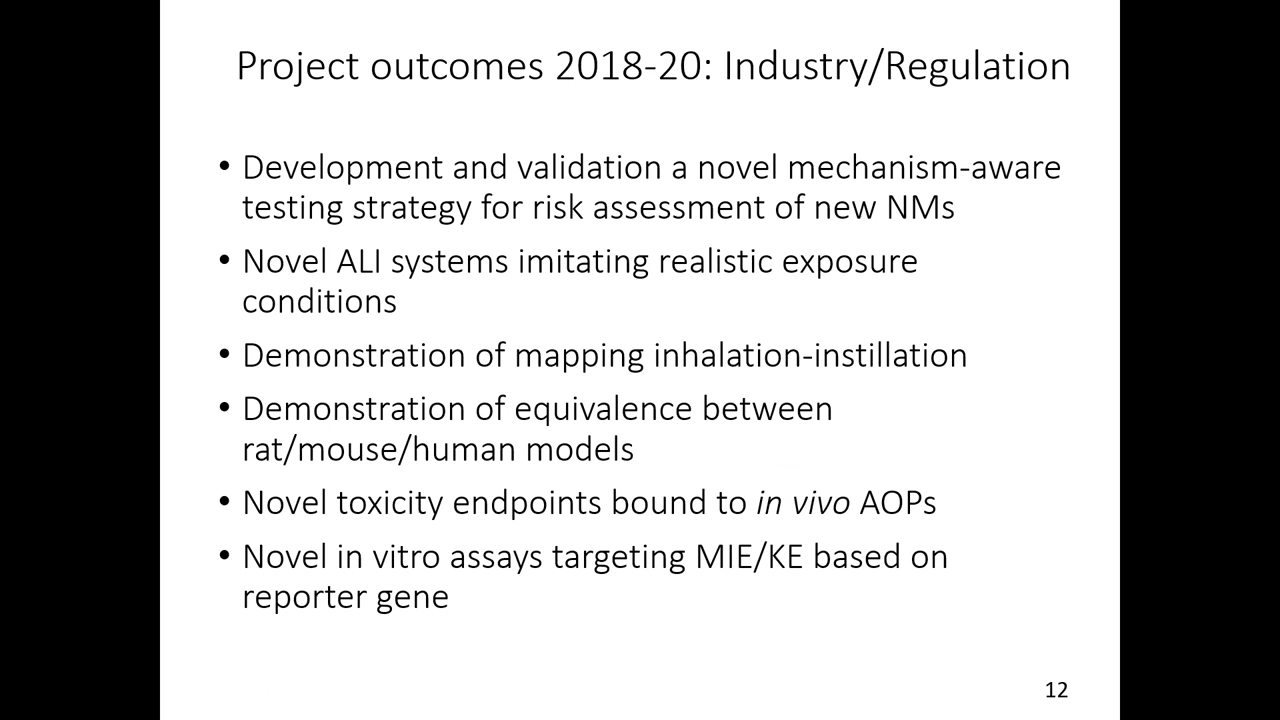 Project outcomes 2018-20: Industry/Regulation
• Development and validation a novel mechanism-aware
testing strategy for risk assessment of new NMs
• Novel ALI systems imitating realistic exposure
conditions
• Demonstration of mapping inhalation-instillation
• Demonstration of equivalence between
rat/mouse/human models
• Novel toxicity endpoints bound to in vivo AOPs
• Novel in vitro assays targeting MIE/KE based on
reporter gene
12